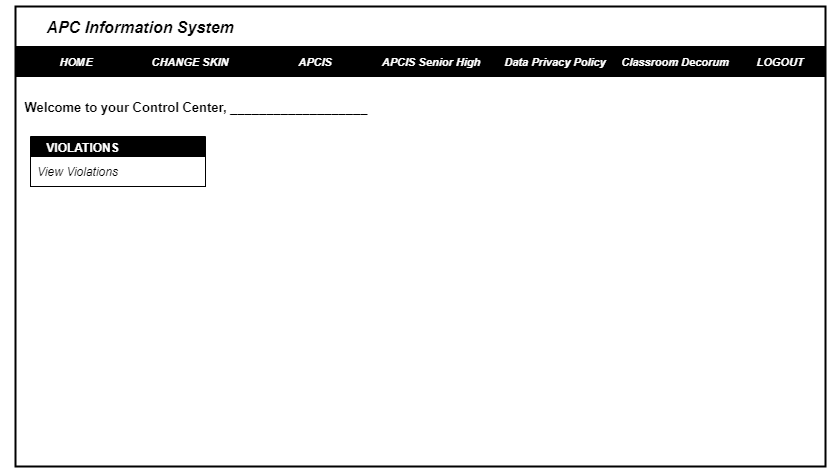 APC Information System
HOME CHANGE SKIN APCIS APCIS Senior High Data Privacy Policy Classroom Decorum LOGOUT
Welcome to your Control Center, ___________________
VIOLATIONS
View Violations